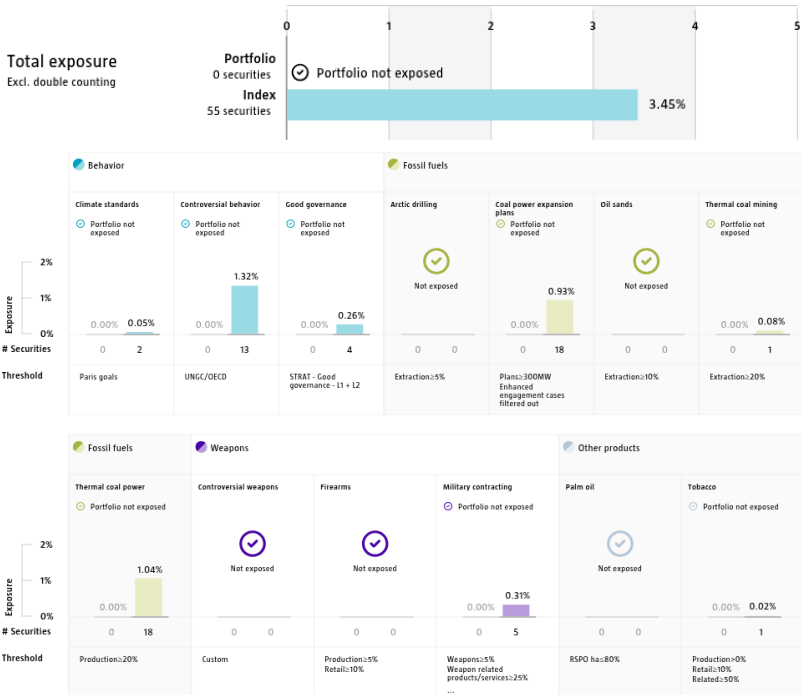 0 1 2 3 4 5
Total exposure
Excl. double counting
Portfolio
0 securities
Portfolio not exposed
Index
55 securities
3.45%
Behavior
Fossil fuels
Climate standards
Controversial behavior
Good governance
Arctic drilling
Coal power expansion plans
Oil sands
Thermal coal mining
Portfolio not exposed
Portfolio not exposed
Portfolio not exposed
Not exposed
Portfolio not exposed
Not exposed
Portfolio not exposed
Exposure
2%
1%
0%
0.00% 0.05%
0.00% 1.32%
0.00% 0.26%
0.00% 0.93%
0.00% 0.08%
# Securities 0 2 0 13 0 4 0 0 0 18 0 0 0 1
Threshold
Paris goals
UNGC/OECD
STRAT - Good
governance - L1 + L2
Extraction≥5%
Plans≥300MW
Enhanced
engagement cases
filtered out
Extraction≥10%
Extraction≥20%
Fossil fuels
Weapons
Other products
Thermal coal power
Controversial weapons
Firearms
Military contracting
Palm oil
Tobacco
Portfolio not exposed
Not exposed
Not exposed
Portfolio not exposed
Not exposed
Portfolio not exposed
Exposure
2%
1%
0%
0.00% 1.04%
0.00% 0.31%
0.00% 0.02%
# Securities 0 18 0 0 0 0 0 5 0 0 0 1
Threshold
Production≥20%
Custom
Production≥5%
Retail≥10%
Weapons≥5%
Weapon related
products/services≥25%
...
RSPO ha≤80%
Production>0%
Retail≥10%
Related≥50%